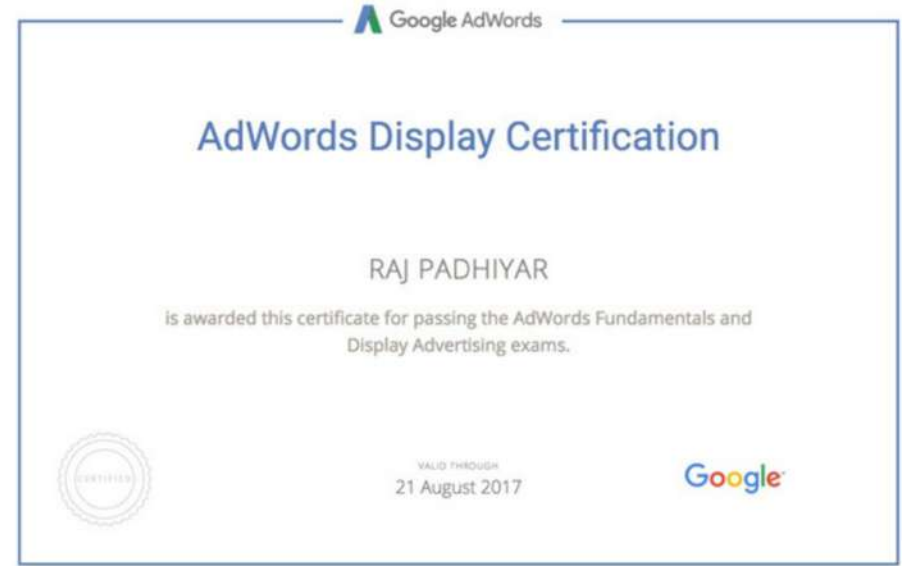 Google AdWords
AdWords Display Certification
RAJ PADHIYAR
is awarded this certificate for passing the AdWords Fundamentals and
Display Advertising exams.
CERTIFIED
VALID THROUGH
21 August 2017
Google